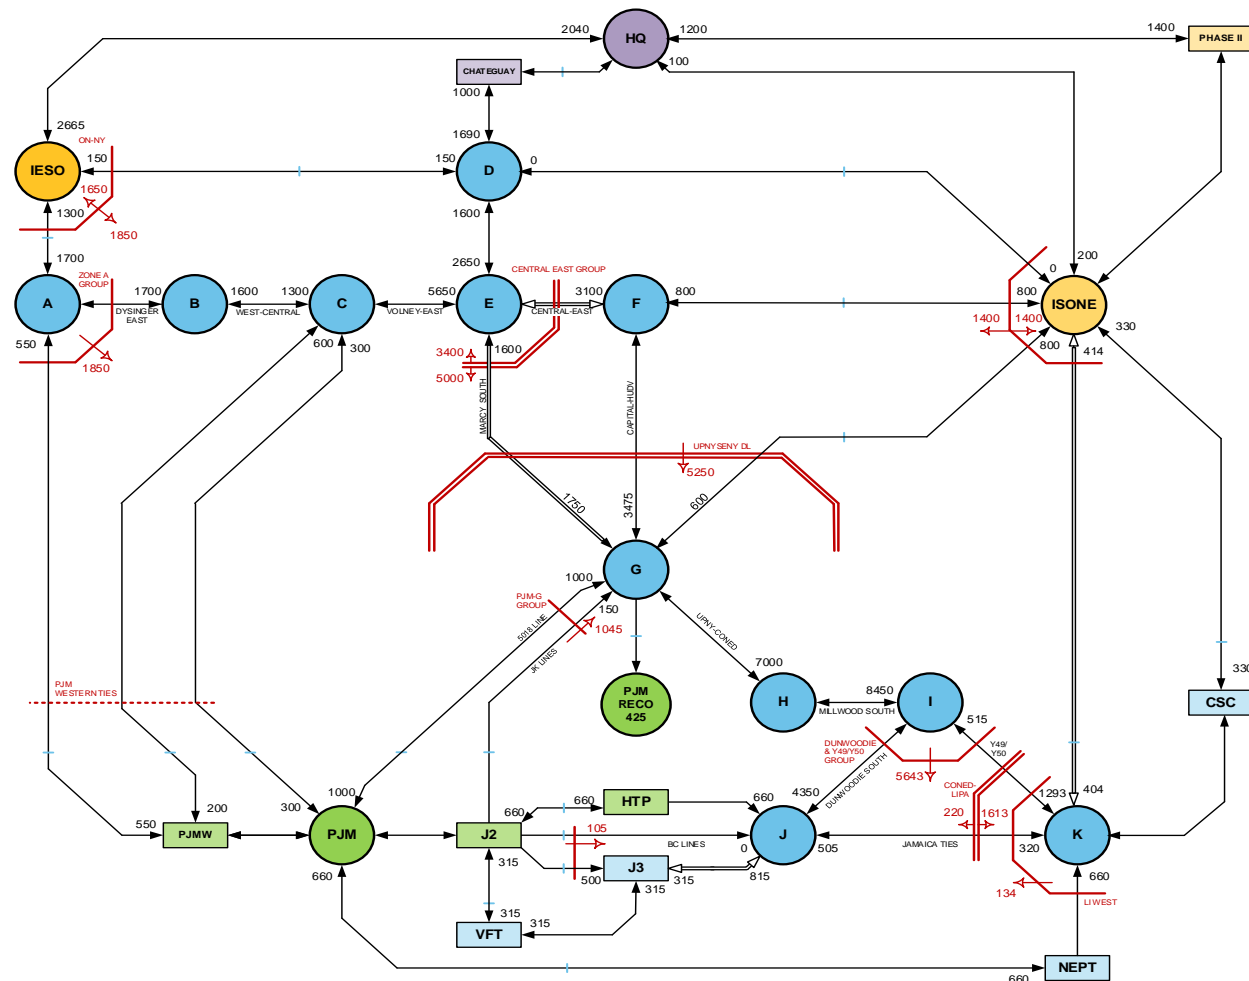 2040
HQ
1200
1400
PHASE II
100
CHATEGUAY
1000
2665
ON-NY
1690
IESO
150
150
D
0
1650
1300
1850
1600
1700
ZONE A
GROUP
2650
CENTRAL EAST GROUP
0
200
A
1700
B
1600
1300
C
5650
E
3100
F
800
800
ISONE
DYSINGER
EAST
WEST-CENTRAL
VOLNEY-EAST
CENTRAL-EAST
1400
1400
330
550
1850
600
300
3400
5000
1600
800
414
MARCY SOUTH
CAPITAL-HUDV
UPNYSENY DL
5250
1750
3475
600
G
1000
PJM-G
GROUP
150
1045
5018 LINE
JK LINES
UPNY-CONED
PJM
WESTERN TIES
PJM
RECO
425
7000
H
8450
MILLWOOD SOUTH
I
515
330
CSC
DUNWOODIE
& Y49/Y50
GROUP
5643
DUNWOODIE SOUTH
Y49/
Y50
CONED-
LIPA
1293
404
220
1613
1000
200
300
550
PJMW
PJM
660
660
660
HTP
660
4350
J2
105
BC LINES
0
J
505
JAMAICA TIES
320
K
660
315
500
J3
315
315
815
134
LI WEST
315
VFT
315
660
NEPT